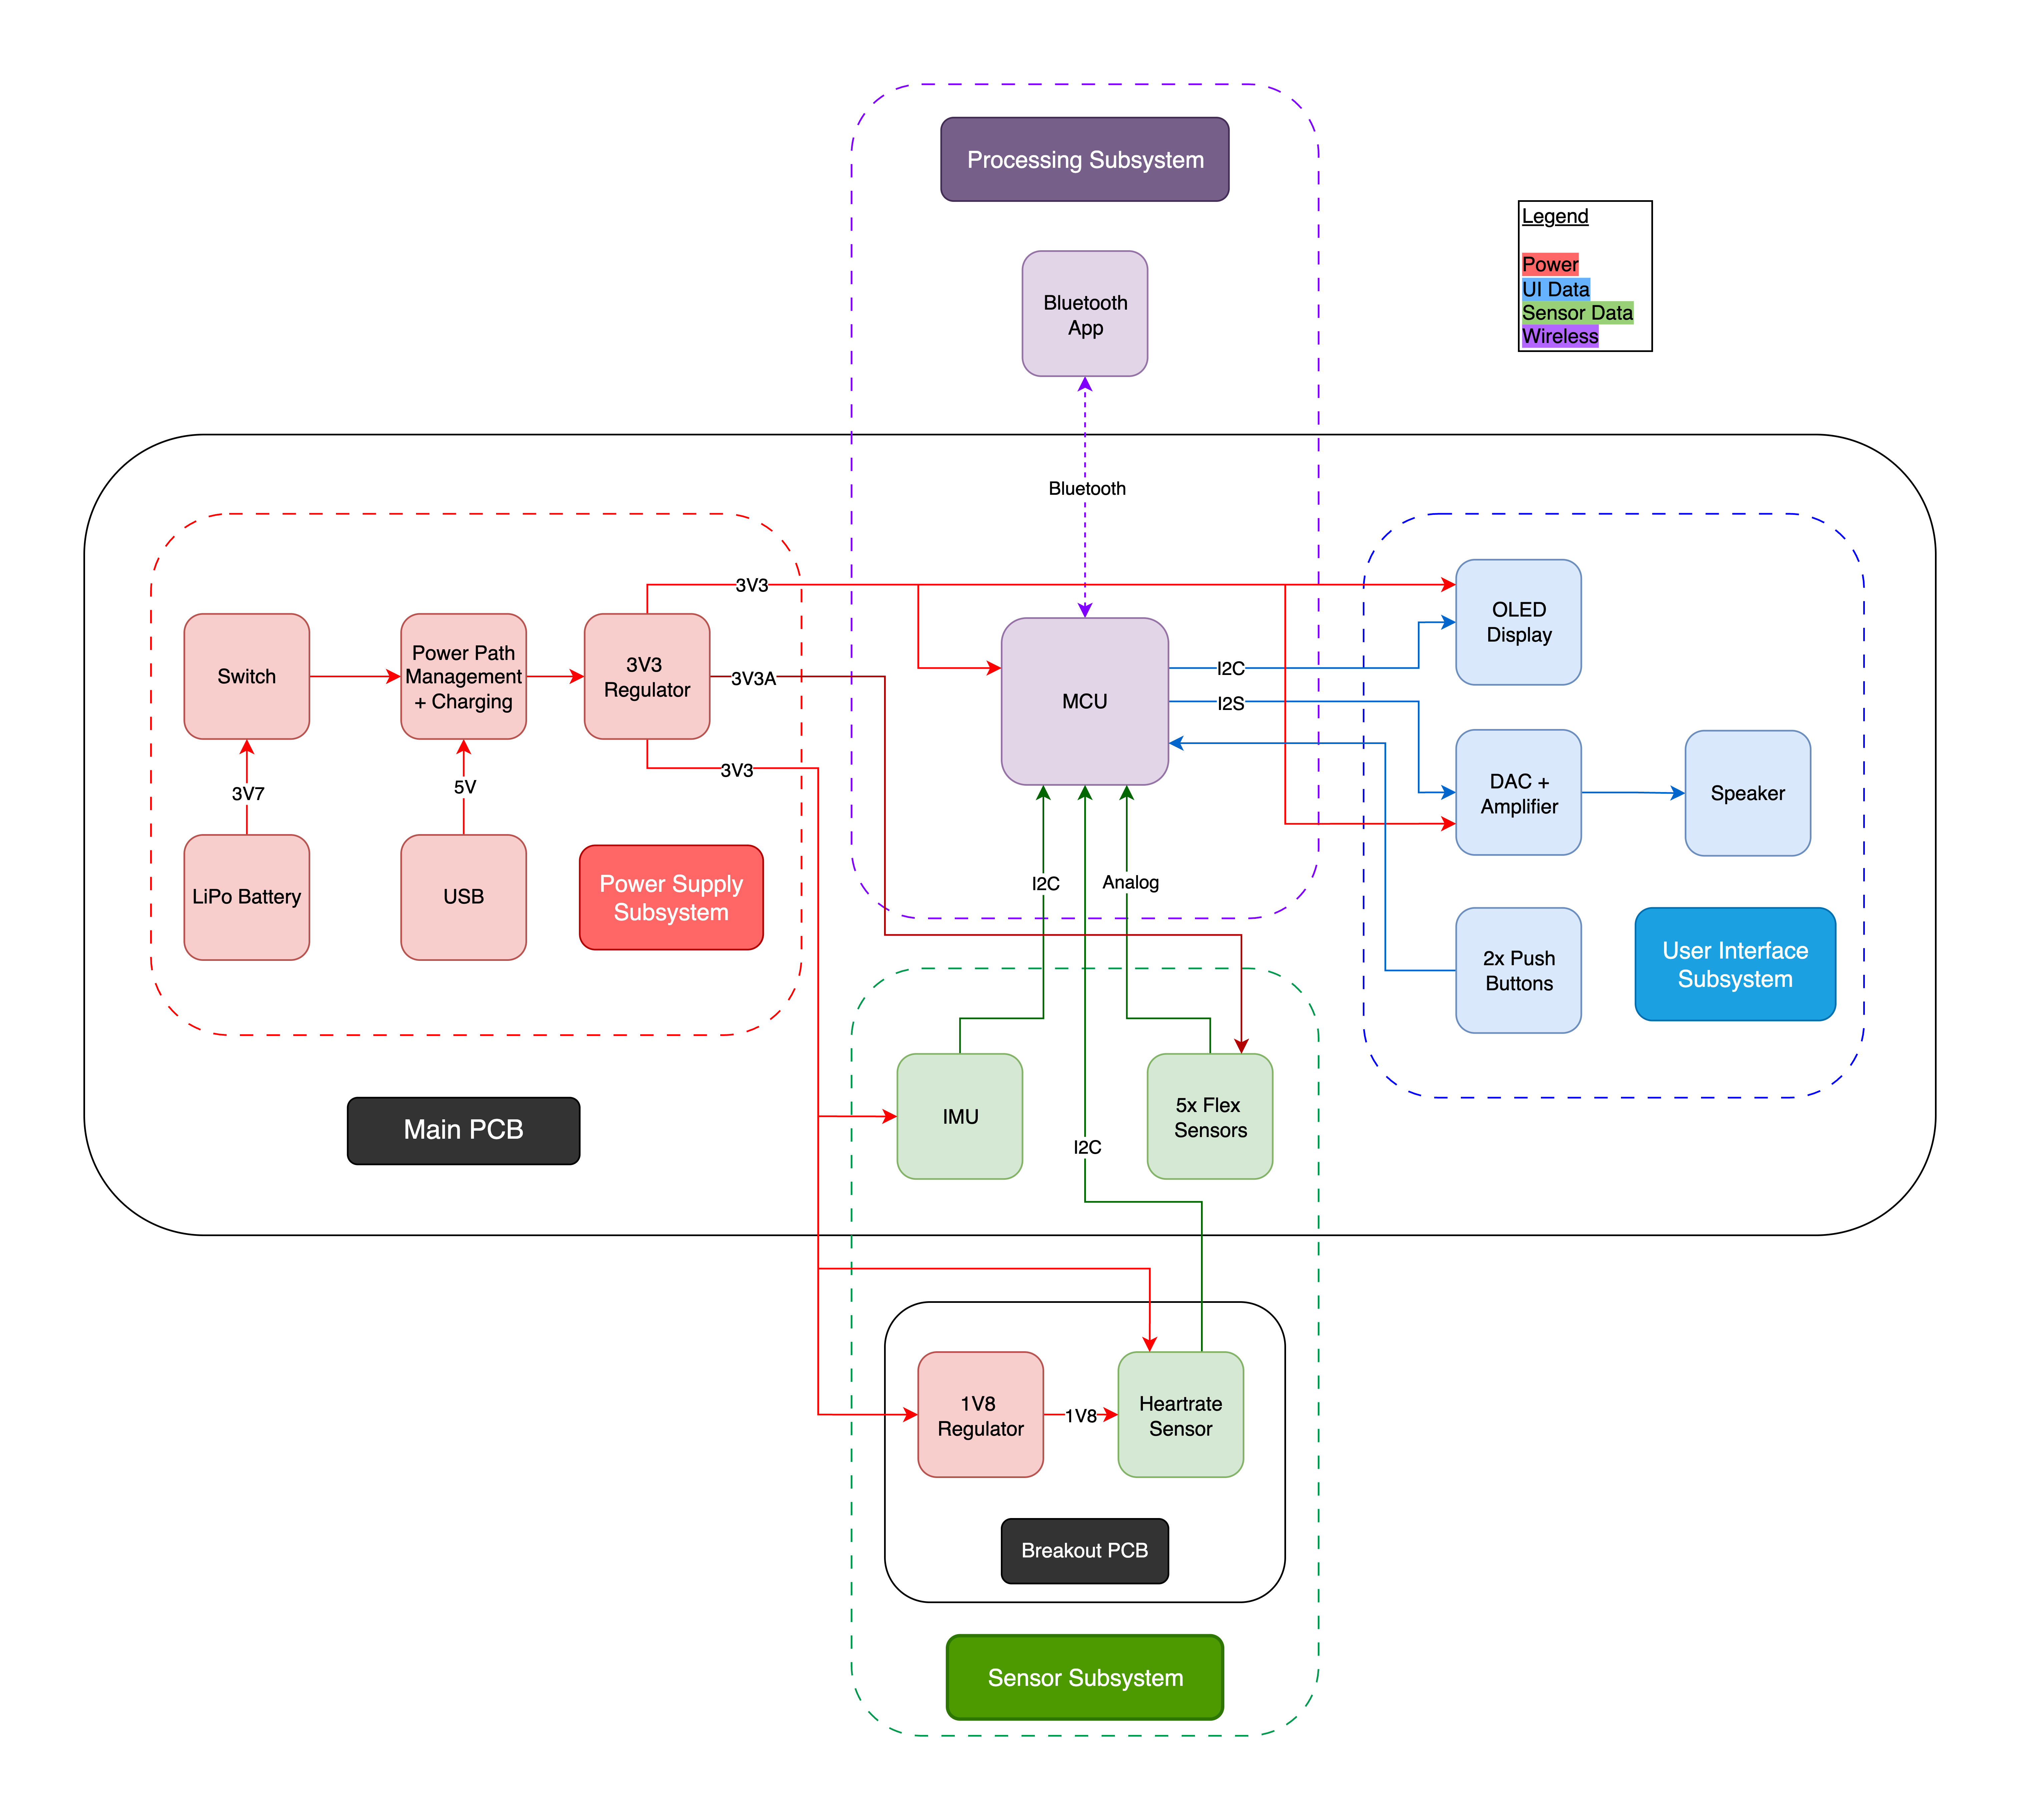 Processing Subsystem
Legend
Power
UI Data
Sensor Data
Wireless
Bluetooth
App
Bluetooth
3V3
OLED
Display
Switch
Power Path
Management
+ Charging
3V3
Regulator
3V3A
MCU
I2C
I2S
3V3
3V7
5V
DAC +
Amplifier
Speaker
LiPo Battery
USB
Power Supply
Subsystem
I2C
Analog
2x Push
Buttons
User Interface
Subsystem
Main PCB
IMU
5x Flex
Sensors
I2C
1V8
Regulator
1V8
Heartrate
Sensor
Breakout PCB
Sensor Subsystem